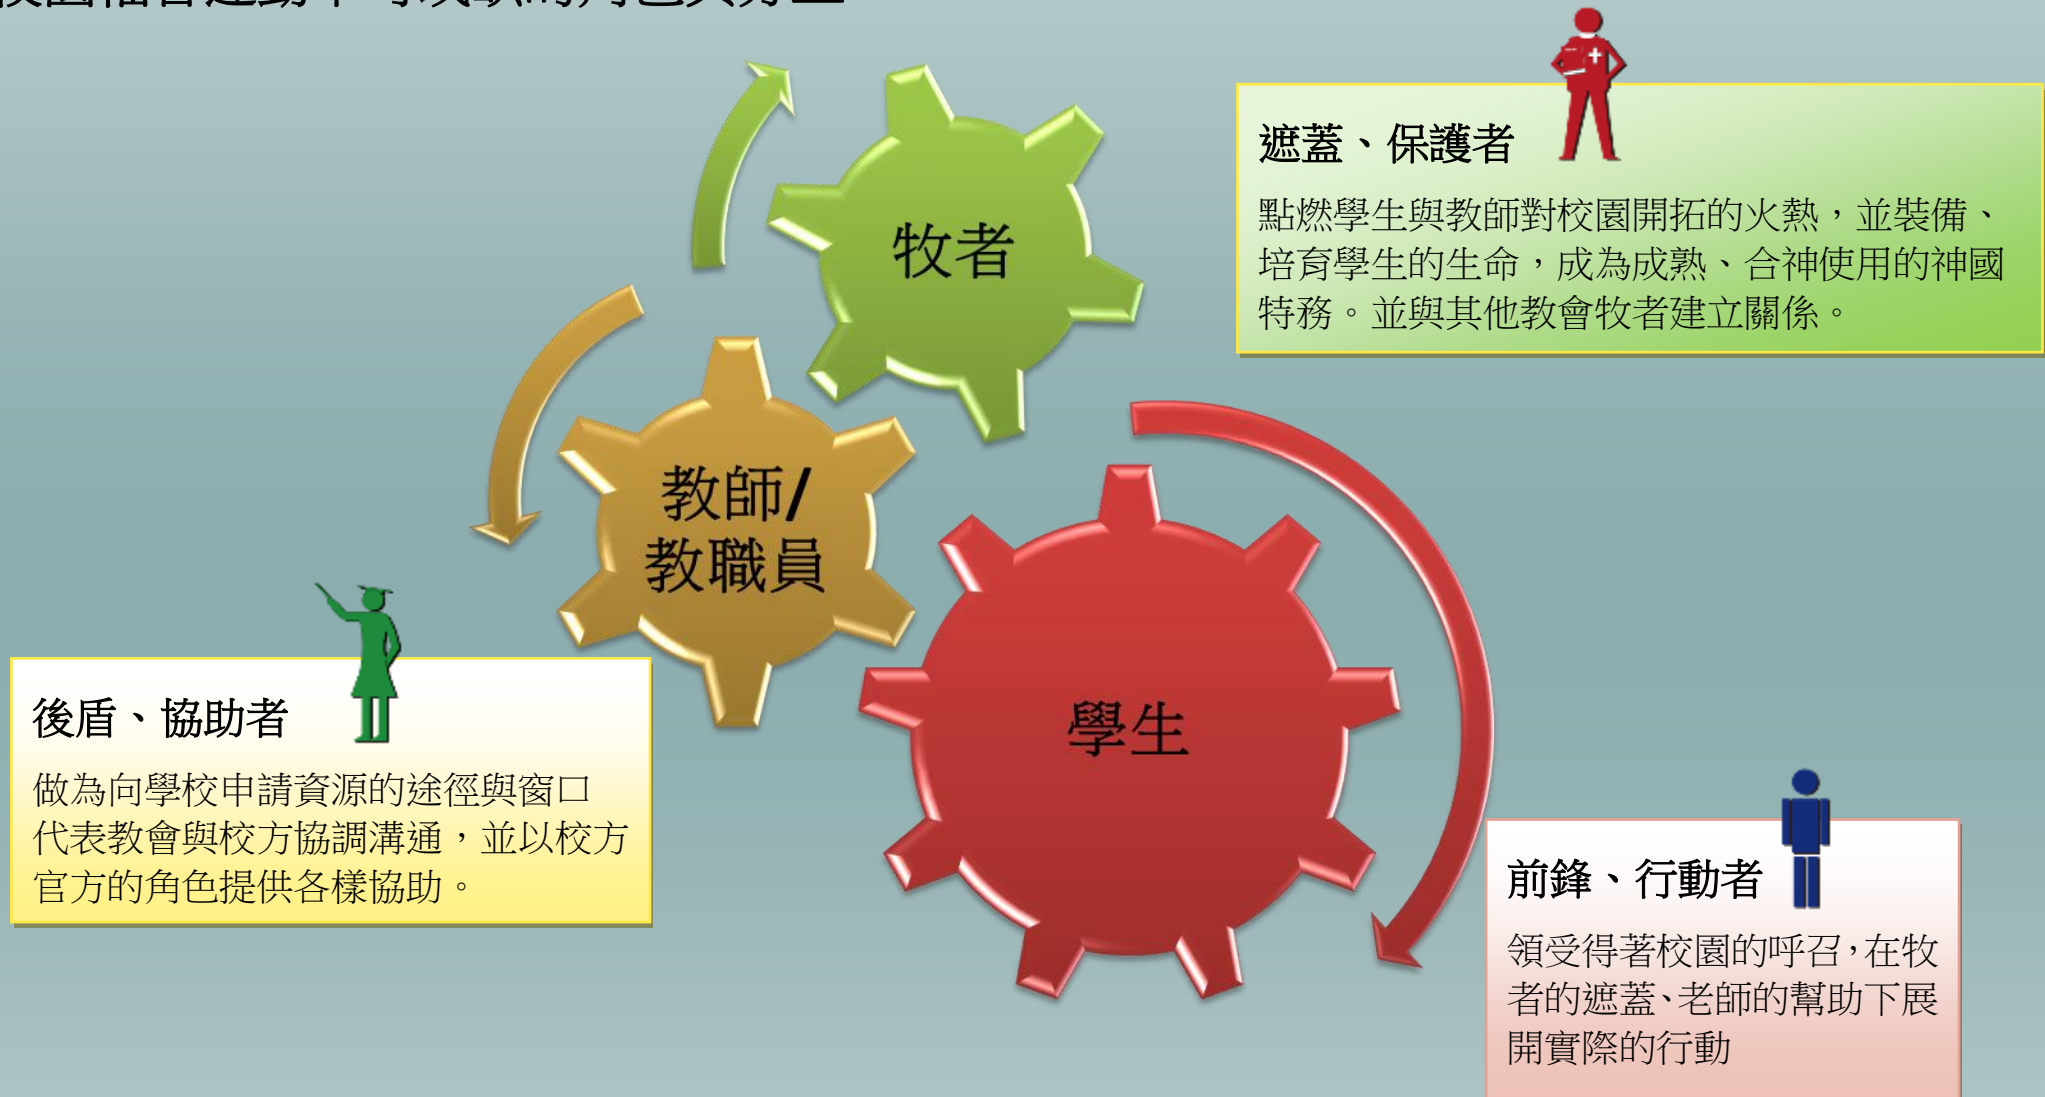 牧者
遮蓋、保護者
點燃學生與教師對校園開拓的火熱，並裝備、
培育學生的生命，成為成熟、合神使用的神國
特務。並與其他教會牧者建立關係。
教師/
教職員
後盾、協助者
做為向學校申請資源的途徑與窗口
代表教會與校方協調溝通，並以校方
官方的角色提供各樣協助。
學生
前鋒、行動者
領受得著校園的呼召，在牧
者的遮蓋、老師的幫助下展
開實際的行動